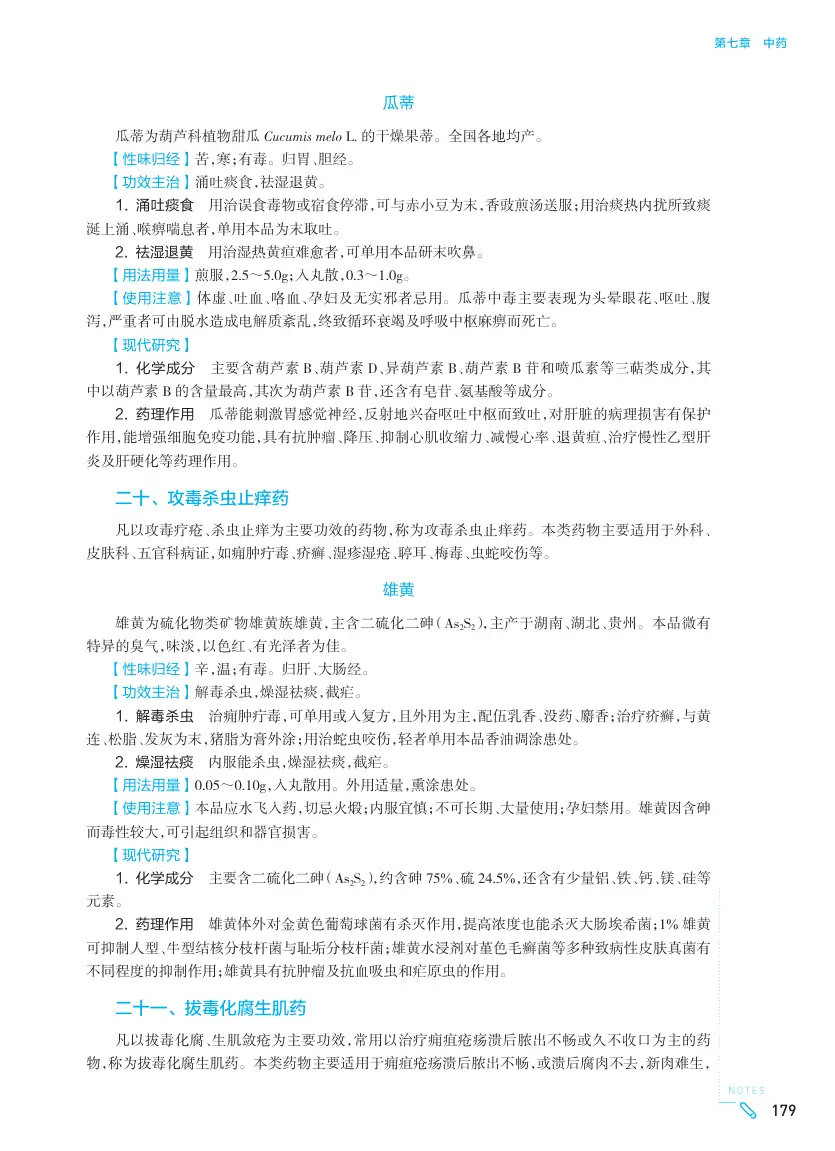 第七章　中药
瓜蒂
瓜蒂为葫芦科植物甜瓜 Cucumis melo L. 的干燥果蒂。全国各地均产。
【性味归经】苦,寒;有毒。归胃、胆经。
【功效主治】涌吐痰食,祛湿退黄。
1. 涌吐痰食　用治误食毒物或宿食停滞,可与赤小豆为末,香豉煎汤送服;用治痰热内扰所致痰
涎上涌、喉痹喘息者,单用本品为末取吐。
2. 祛湿退黄　用治湿热黄疸难愈者,可单用本品研末吹鼻。
【用法用量】煎服,2.5～5.0g;入丸散,0.3～1.0g。
【使用注意】体虚、吐血、咯血、孕妇及无实邪者忌用。瓜蒂中毒主要表现为头晕眼花、呕吐、腹
泻,严重者可由脱水造成电解质紊乱,终致循环衰竭及呼吸中枢麻痹而死亡。
【现代研究】
1. 化学成分　主要含葫芦素 B、葫芦素 D、异葫芦素 B、葫芦素 B 苷和喷瓜素等三萜类成分,其
中以葫芦素 B 的含量最高,其次为葫芦素 B 苷,还含有皂苷、氨基酸等成分。
2. 药理作用　瓜蒂能刺激胃感觉神经,反射地兴奋呕吐中枢而致吐,对肝脏的病理损害有保护
作用,能增强细胞免疫功能,具有抗肿瘤、降压、抑制心肌收缩力、减慢心率、退黄疸、治疗慢性乙型肝
炎及肝硬化等药理作用。
二十、攻毒杀虫止痒药
凡以攻毒疗疮、杀虫止痒为主要功效的药物,称为攻毒杀虫止痒药。本类药物主要适用于外科、
皮肤科、五官科病证,如痈肿疔毒、疥癣、湿疹湿疮、聤耳、梅毒、虫蛇咬伤等。
雄黄
雄黄为硫化物类矿物雄黄族雄黄,主含二硫化二砷(As₂S₂),主产于湖南、湖北、贵州。本品微有
特异的臭气,味淡,以色红、有光泽者为佳。
【性味归经】辛,温;有毒。归肝、大肠经。
【功效主治】解毒杀虫,燥湿祛痰,截疟。
1. 解毒杀虫　治痈肿疔毒,可单用或入复方,且外用为主,配伍乳香、没药、麝香;治疗疥癣,与黄
连、松脂、发灰为末,猪脂为膏外涂;用治蛇虫咬伤,轻者单用本品香油调涂患处。
2. 燥湿祛痰　内服能杀虫,燥湿祛痰,截疟。
【用法用量】0.05～0.10g,入丸散用。外用适量,熏涂患处。
【使用注意】本品应水飞入药,切忌火煅;内服宜慎;不可长期、大量使用;孕妇禁用。雄黄因含砷
而毒性较大,可引起组织和器官损害。
【现代研究】
1. 化学成分　主要含二硫化二砷(As₂S₂),约含砷 75%、硫 24.5%,还含有少量铝、铁、钙、镁、硅等
元素。
2. 药理作用　雄黄体外对金黄色葡萄球菌有杀灭作用,提高浓度也能杀灭大肠埃希菌;1% 雄黄
可抑制人型、牛型结核分枝杆菌与耻垢分枝杆菌;雄黄水浸剂对堇色毛癣菌等多种致病性皮肤真菌有
不同程度的抑制作用;雄黄具有抗肿瘤及抗血吸虫和疟原虫的作用。
二十一、拔毒化腐生肌药
凡以拔毒化腐、生肌敛疮为主要功效,常用以治疗痈疽疮疡溃后脓出不畅或久不收口为主的药
物,称为拔毒化腐生肌药。本类药物主要适用于痈疽疮疡溃后脓出不畅,或溃后腐肉不去,新肉难生,
NOTES
179